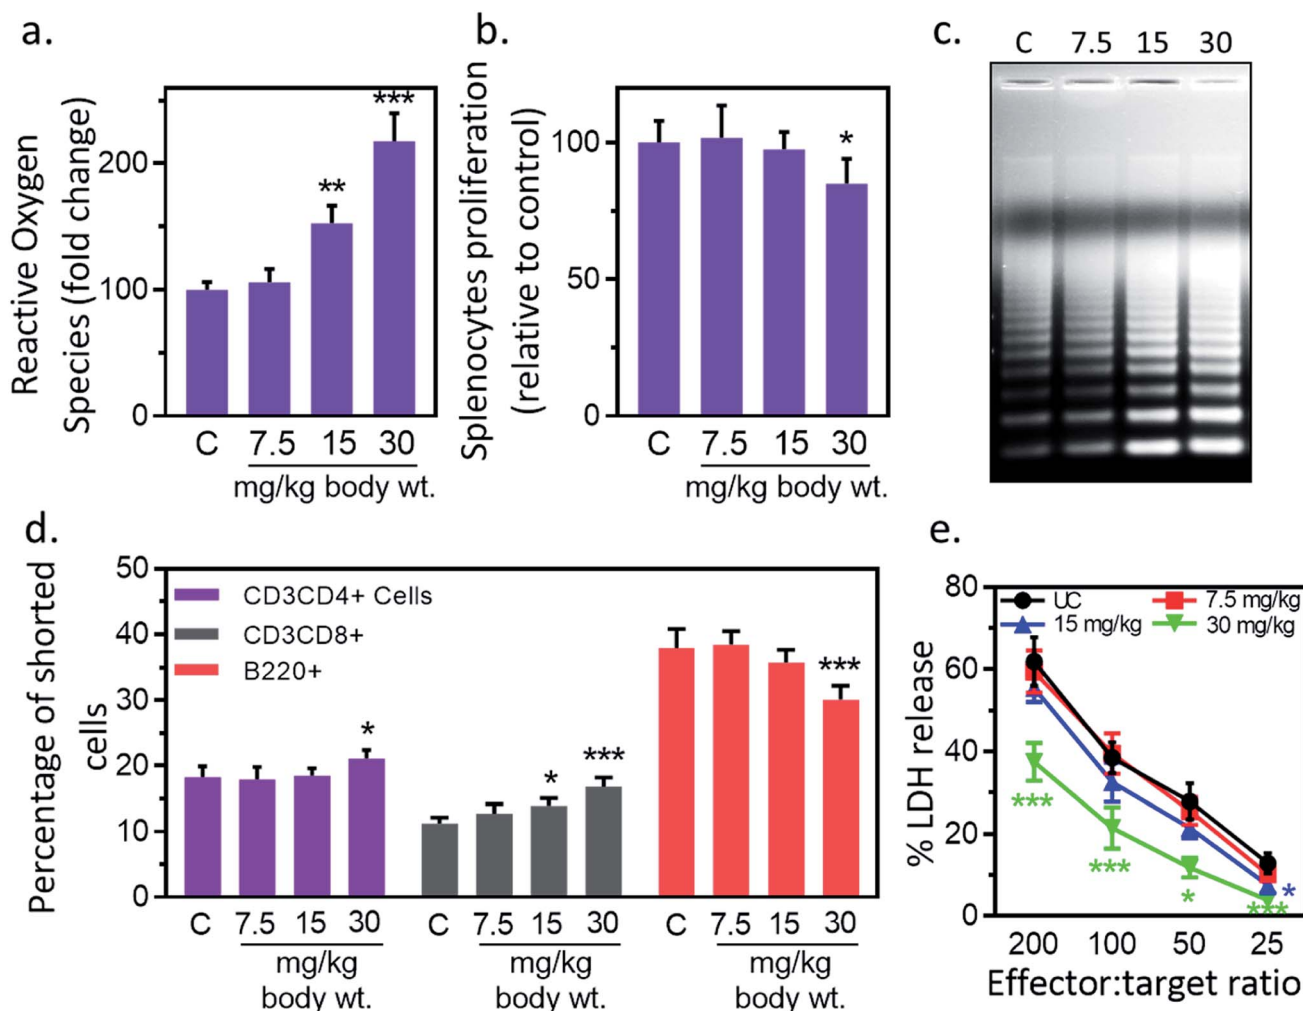 a.
Reactive Oxygen
Species (fold change)
200
100
0
***
**
C 7.5 15 30
mg/kg body wt.
b.
Splenocytes proliferation
(relative to control)
100
50
0
*
C 7.5 15 30
mg/kg body wt.
c.
C 7.5 15 30
d.
Percentage of shorted
cells
50
40
30
20
10
0
CD3CD4+ Cells
CD3CD8+
B220+
*
*
***
***
C 7.5 15 30
mg/kg
body wt.
C 7.5 15 30
mg/kg
body wt.
C 7.5 15 30
mg/kg
body wt.
e.
% LDH release
80
60
40
20
0
UC
7.5 mg/kg
15 mg/kg
30 mg/kg
***
***
*
***
*
200 100 50 25
Effector:target ratio